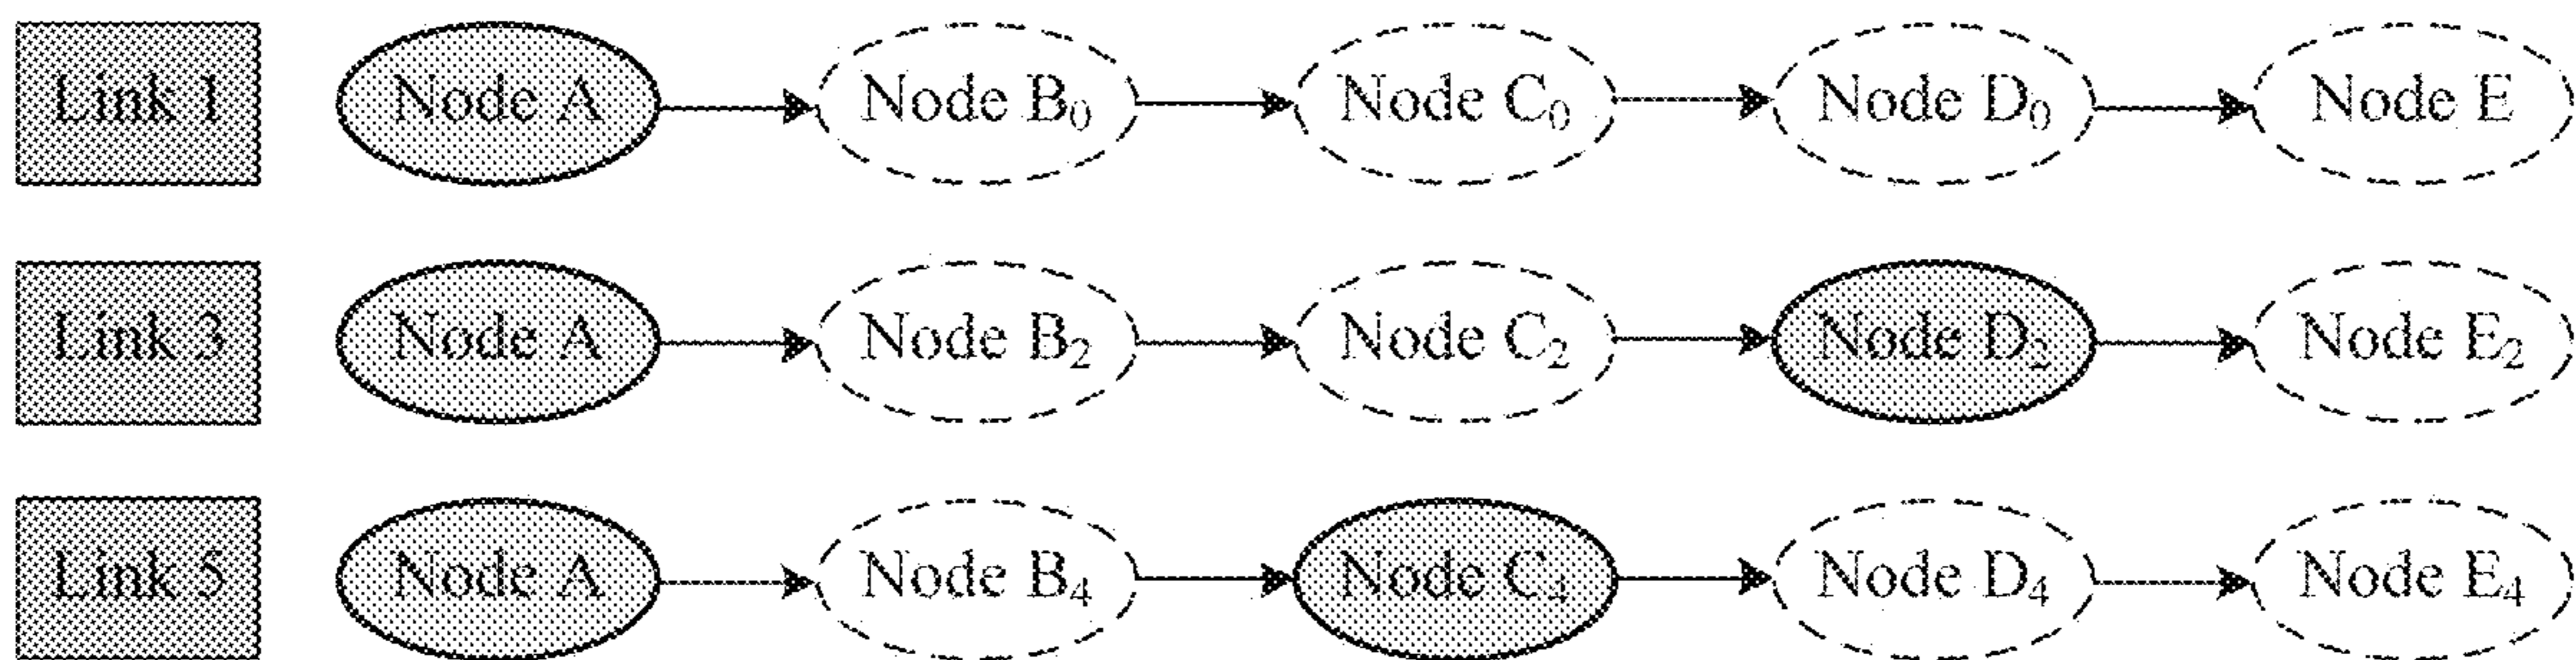 Link 1 Node A Node B₀ Node C₀ Node D₀ Node E
Link 3 Node A Node B₂ Node C₂ Node D₂ Node E₂
Link 5 Node A Node B₄ Node C₄ Node D₄ Node E₄